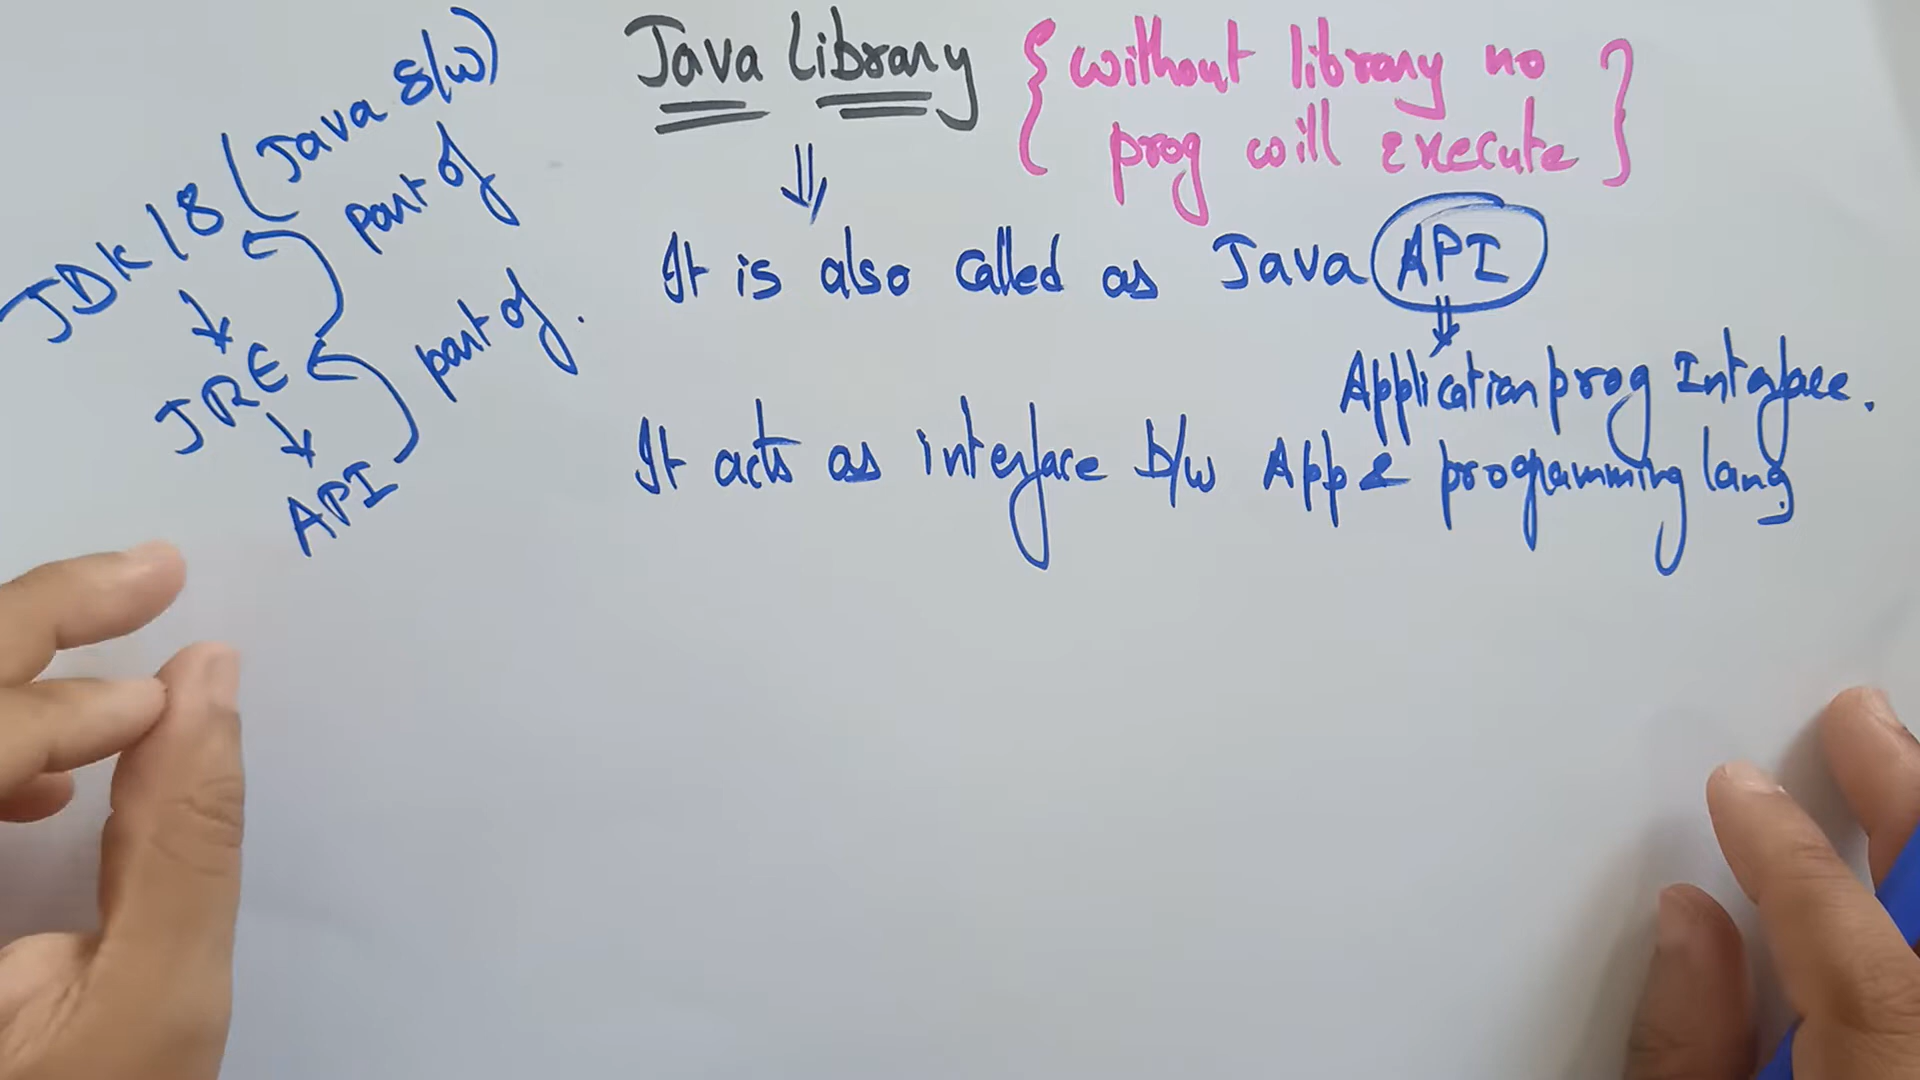 Java Library {without library no
prog will execute}
It is also called as Java API
Application prog Interface.
It acts as interface b/w App & programming lang
JDK 18 (Java S/w)
part of
JRE
part of.
API